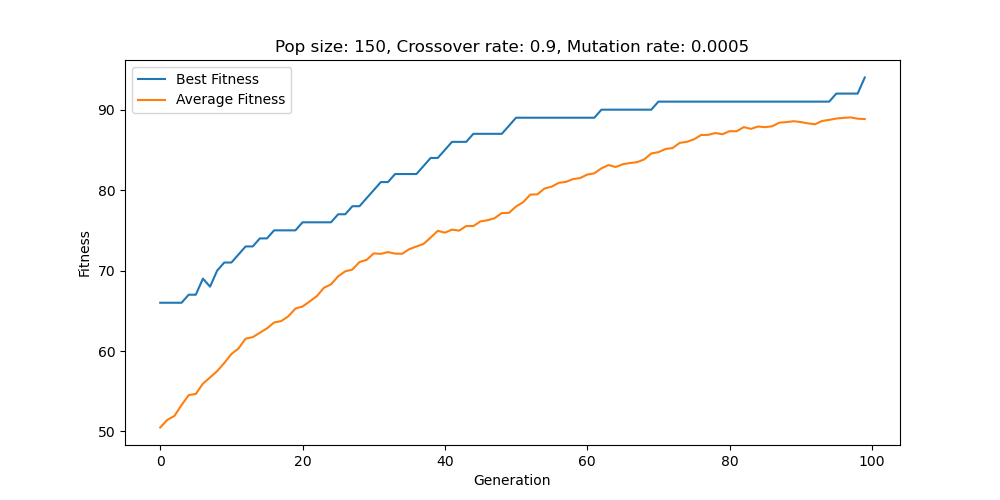 Pop size: 150, Crossover rate: 0.9, Mutation rate: 0.0005
Best Fitness
Average Fitness
Fitness
90
80
70
60
50
0 20 40 60 80 100
Generation